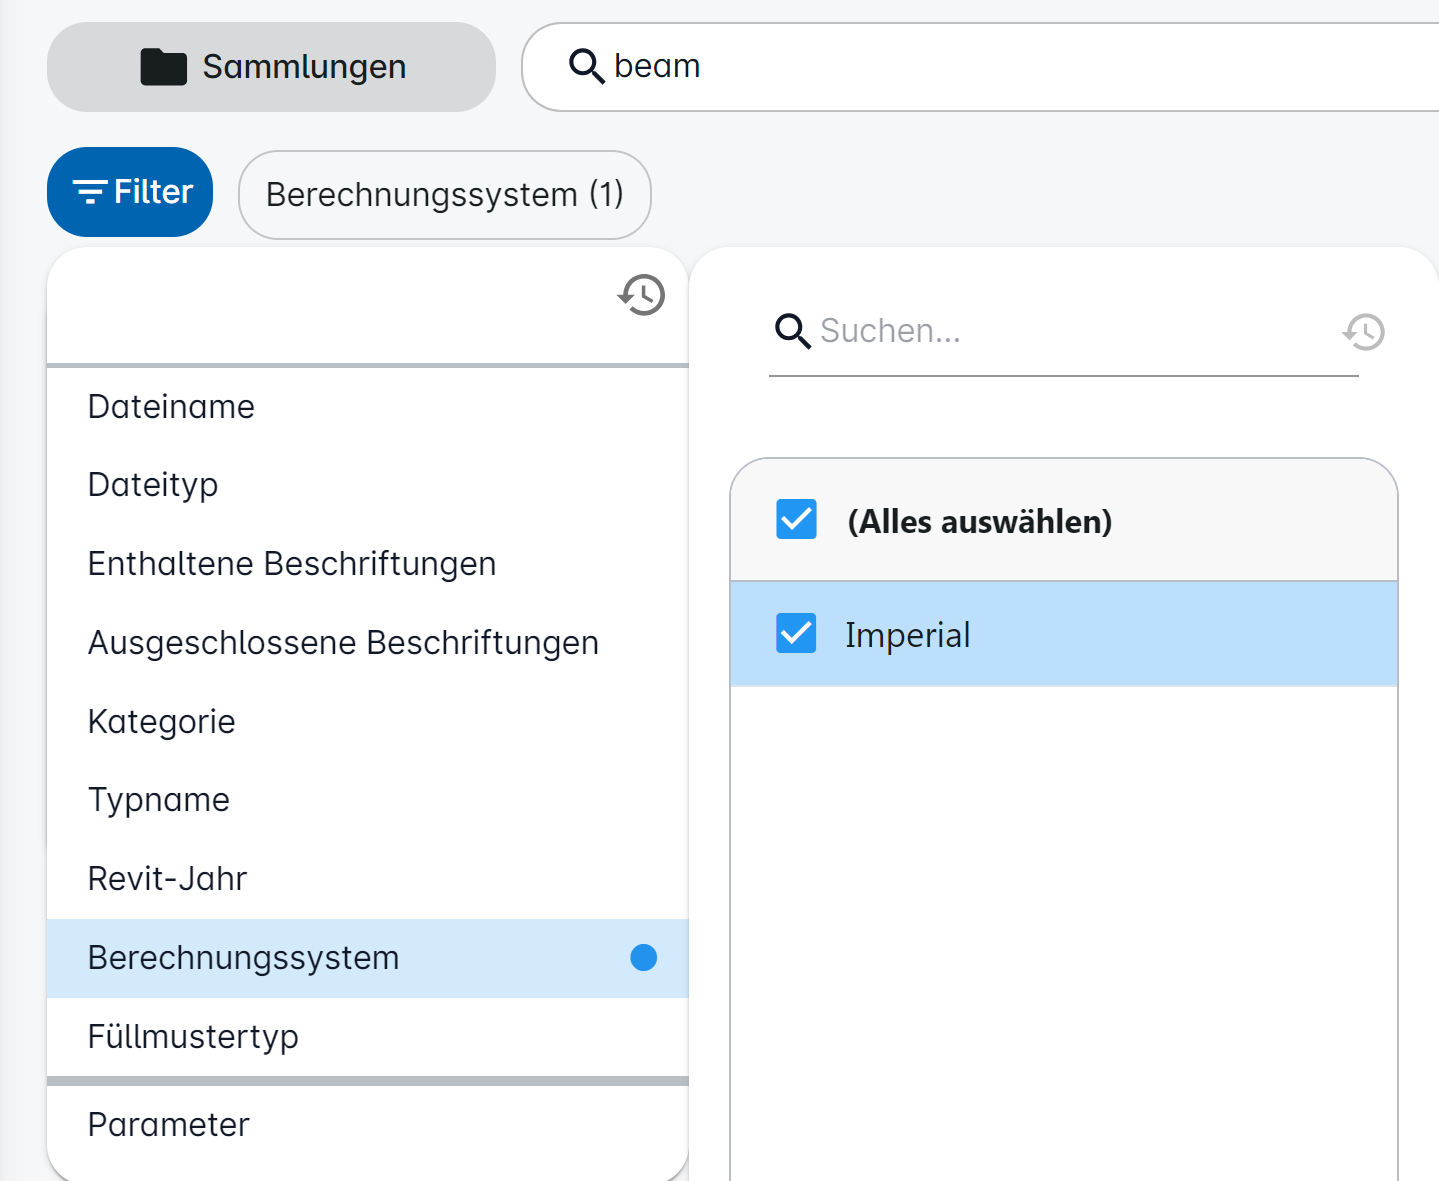 Sammlungen
beam
Filter
Berechnungssystem (1)
Suchen...
Dateiname
Dateityp
Enthaltene Beschriftungen
Ausgeschlossene Beschriftungen
Kategorie
Typname
Revit-Jahr
Berechnungssystem
Füllmustertyp
Parameter
(Alles auswählen)
Imperial